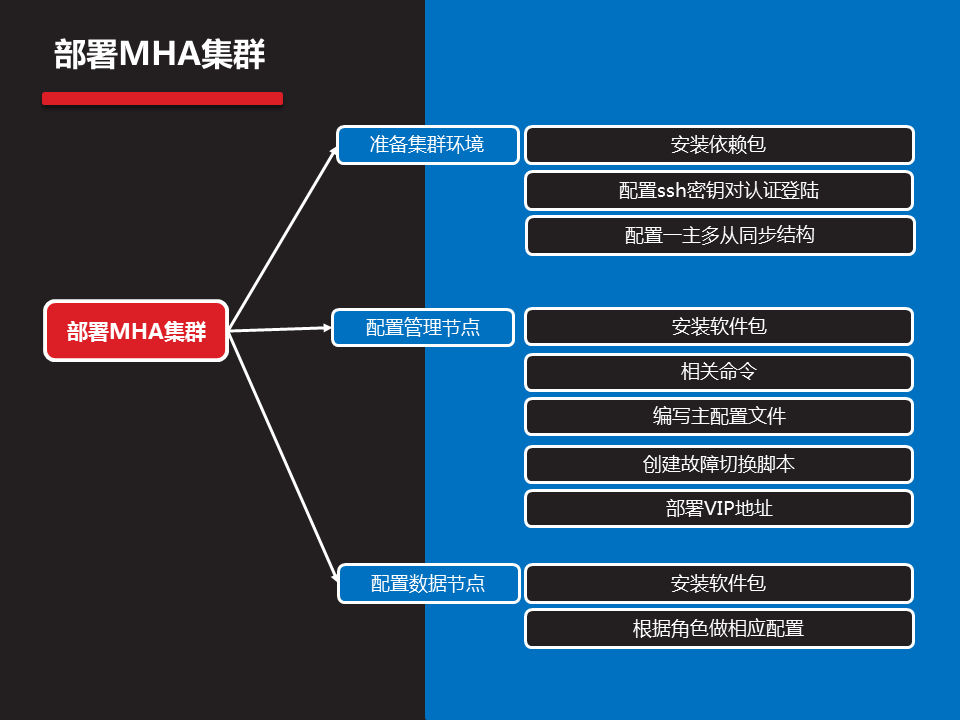 部署MHA集群
准备集群环境
安装依赖包
配置ssh密钥对认证登陆
配置一主多从同步结构
部署MHA集群
配置管理节点
安装软件包
相关命令
编写主配置文件
创建故障切换脚本
部署VIP地址
配置数据节点
安装软件包
根据角色做相应配置